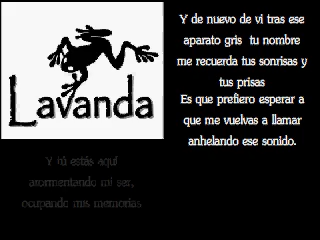 Lavanda
Y de nuevo de vi tras ese
aparato gris tu nombre
me recuerda tus sonrisas y
tus prisas
Es que prefiero esperar a
que me vuelvas a llamar
anhelando ese sonido.
Y tú estás aquí
atormentando mi ser,
ocupando mis memorias